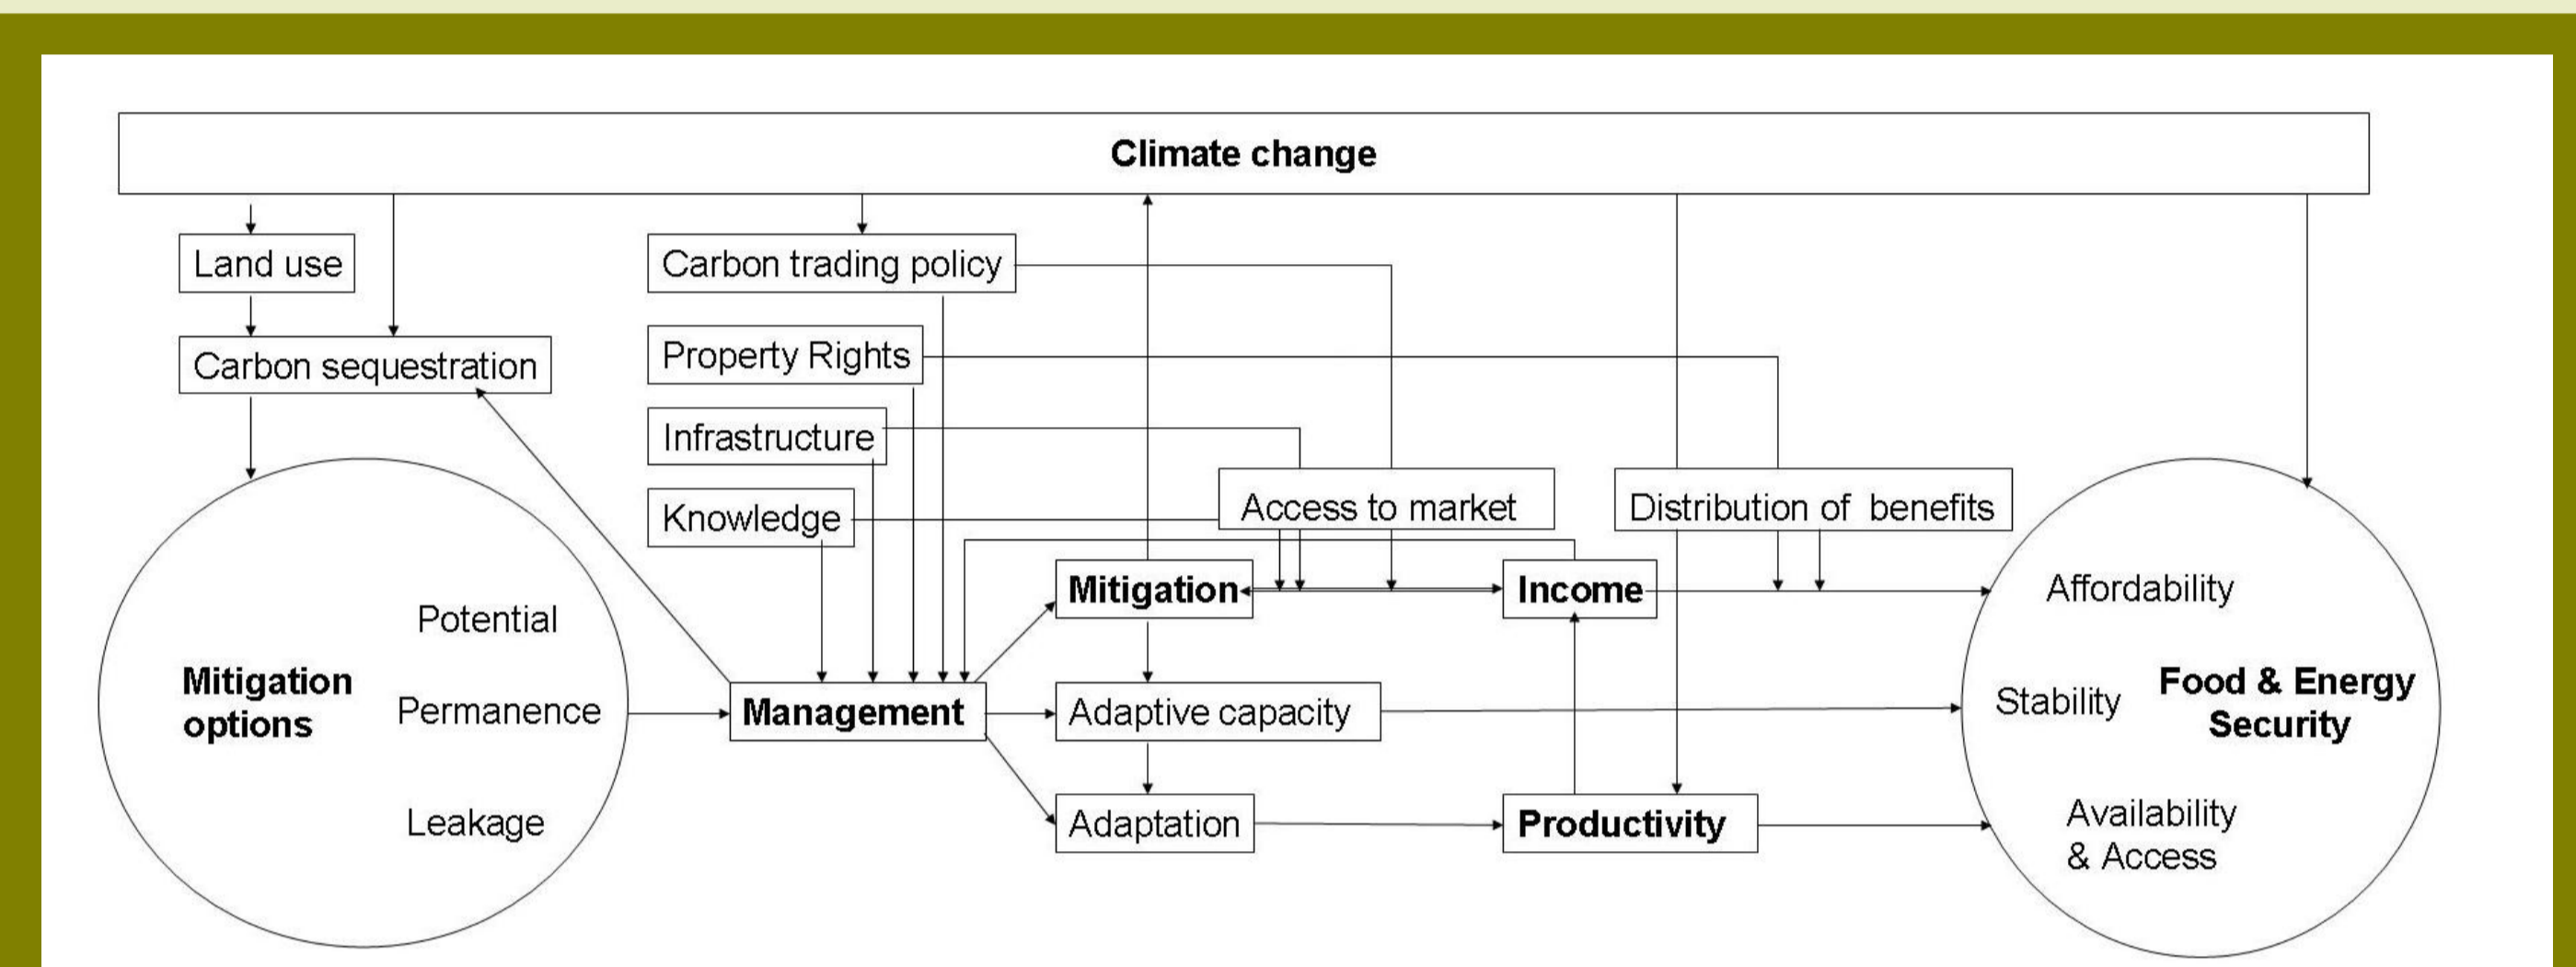 Climate change
Land use
Carbon trading policy
Property Rights
Carbon sequestration
Infrastructure
Knowledge
Access to market
Distribution of benefits
Mitigation
Income
Affordability
Potential
Mitigation
options
Permanence
Management
Adaptive capacity
Stability
Food & Energy
Security
Leakage
Adaptation
Productivity
Availability
& Access